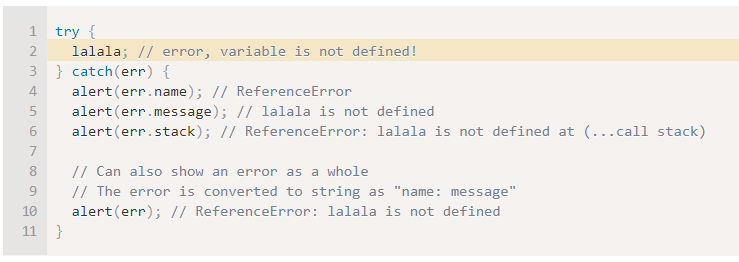 1 try {
2   lalala; // error, variable is not defined!
3 } catch(err) {
4   alert(err.name); // ReferenceError
5   alert(err.message); // lalala is not defined
6   alert(err.stack); // ReferenceError: lalala is not defined at (...call stack)
7
8   // Can also show an error as a whole
9   // The error is converted to string as "name: message"
10   alert(err); // ReferenceError: lalala is not defined
11 }